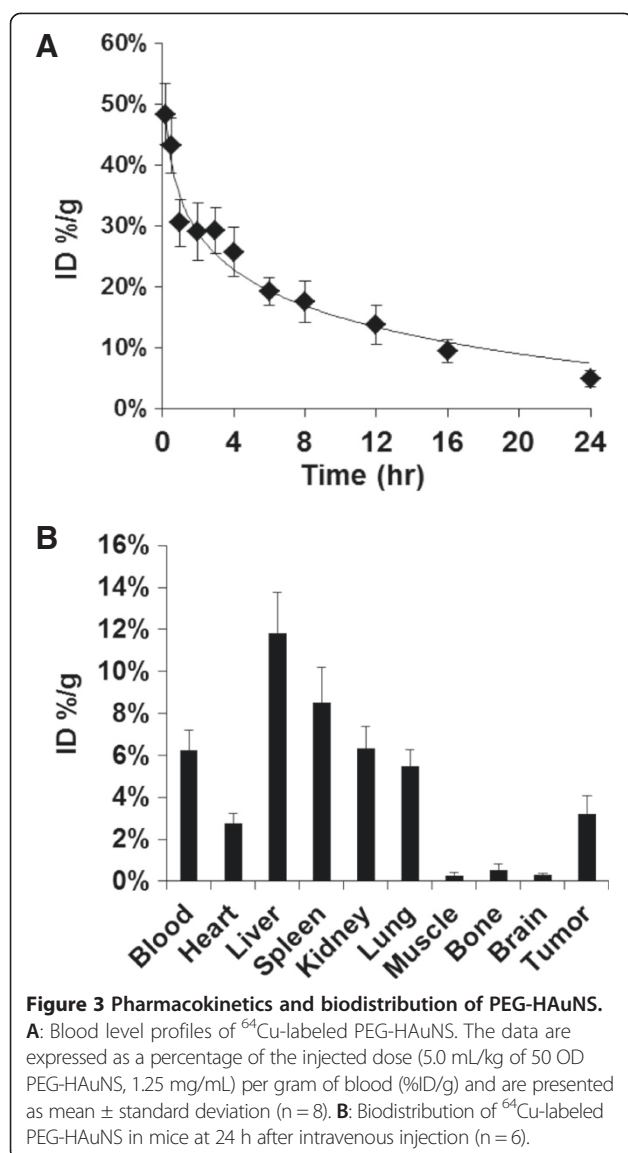 A
60%
50%
40%
30%
20%
10%
0%
ID %/g
0 4 8 12 16 20 24
Time (hr)
B
16%
14%
12%
10%
8%
6%
4%
2%
0%
ID %/g
Blood Heart Liver Spleen Kidney Lung Muscle Bone Brain Tumor
Figure 3 Pharmacokinetics and biodistribution of PEG-HAuNS.
A: Blood level profiles of ⁶⁴Cu-labeled PEG-HAuNS. The data are
expressed as a percentage of the injected dose (5.0 mL/kg of 50 OD
PEG-HAuNS, 1.25 mg/mL) per gram of blood (%ID/g) and are presented
as mean ± standard deviation (n = 8). B: Biodistribution of ⁶⁴Cu-labeled
PEG-HAuNS in mice at 24 h after intravenous injection (n = 6).